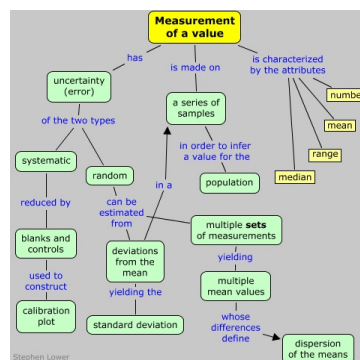 Measurement
of a value
has
is made on
is characterized
by the attributes
uncertainty
(error)
a series of
samples
numbe
mean
range
median
of the two types
in order to infer
a value for the
systematic
random
in a
population
reduced by
can be
estimated
from
multiple sets
of measurements
blanks and
controls
deviations
from the
mean
yielding
used to
construct
multiple
mean values
yielding the
calibration
plot
standard deviation
whose
differences
define
dispersion
of the means
Stephen Lower